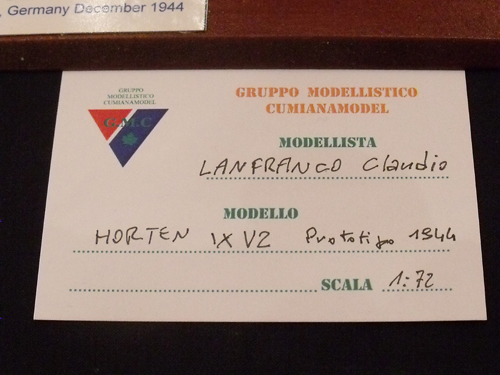 , Germany December 1944
GRUPPO
MODELLISTICO
CUMIANAMODEL
G.M.C.
GRUPPO MODELLISTICO
CUMIANAMODEL
MODELLISTA
LANFRANCO Claudio
MODELLO
HORTEN IX V2 Prototipo 1944
SCALA 1:72